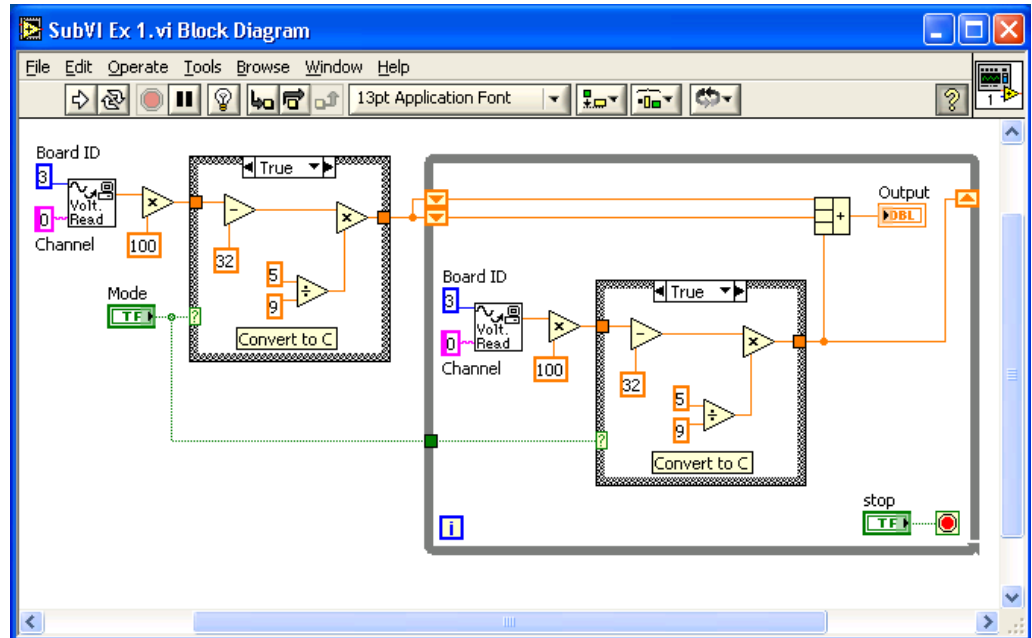 SubVI Ex 1.vi Block Diagram
File Edit Operate Tools Browse Window Help
13pt Application Font
?
1
Board ID
3
Volt.
Read
0
Channel
×
100
True
−
×
32
5
÷
9
Convert to C
Mode
TF
?
Output
+
DBL
Board ID
3
Volt.
Read
0
Channel
×
100
True
−
×
32
5
÷
9
?
Convert to C
stop
TF
i